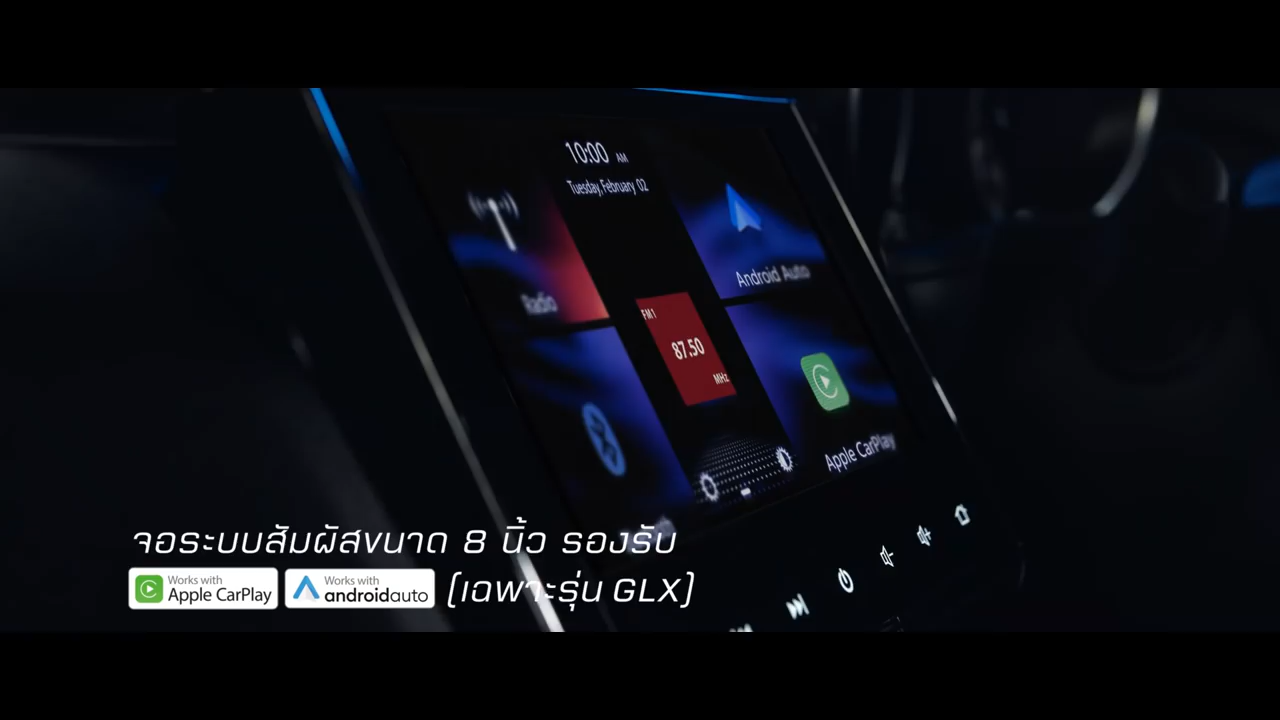 10:00 AM
Tuesday, February 02
Radio
Android Auto
FM1
87.50
MHz
Apple CarPlay
จอระบบสัมผัสขนาด 8 นิ้ว รองรับ
Works with Apple CarPlay Works with androidauto (เฉพาะรุ่น GLX)